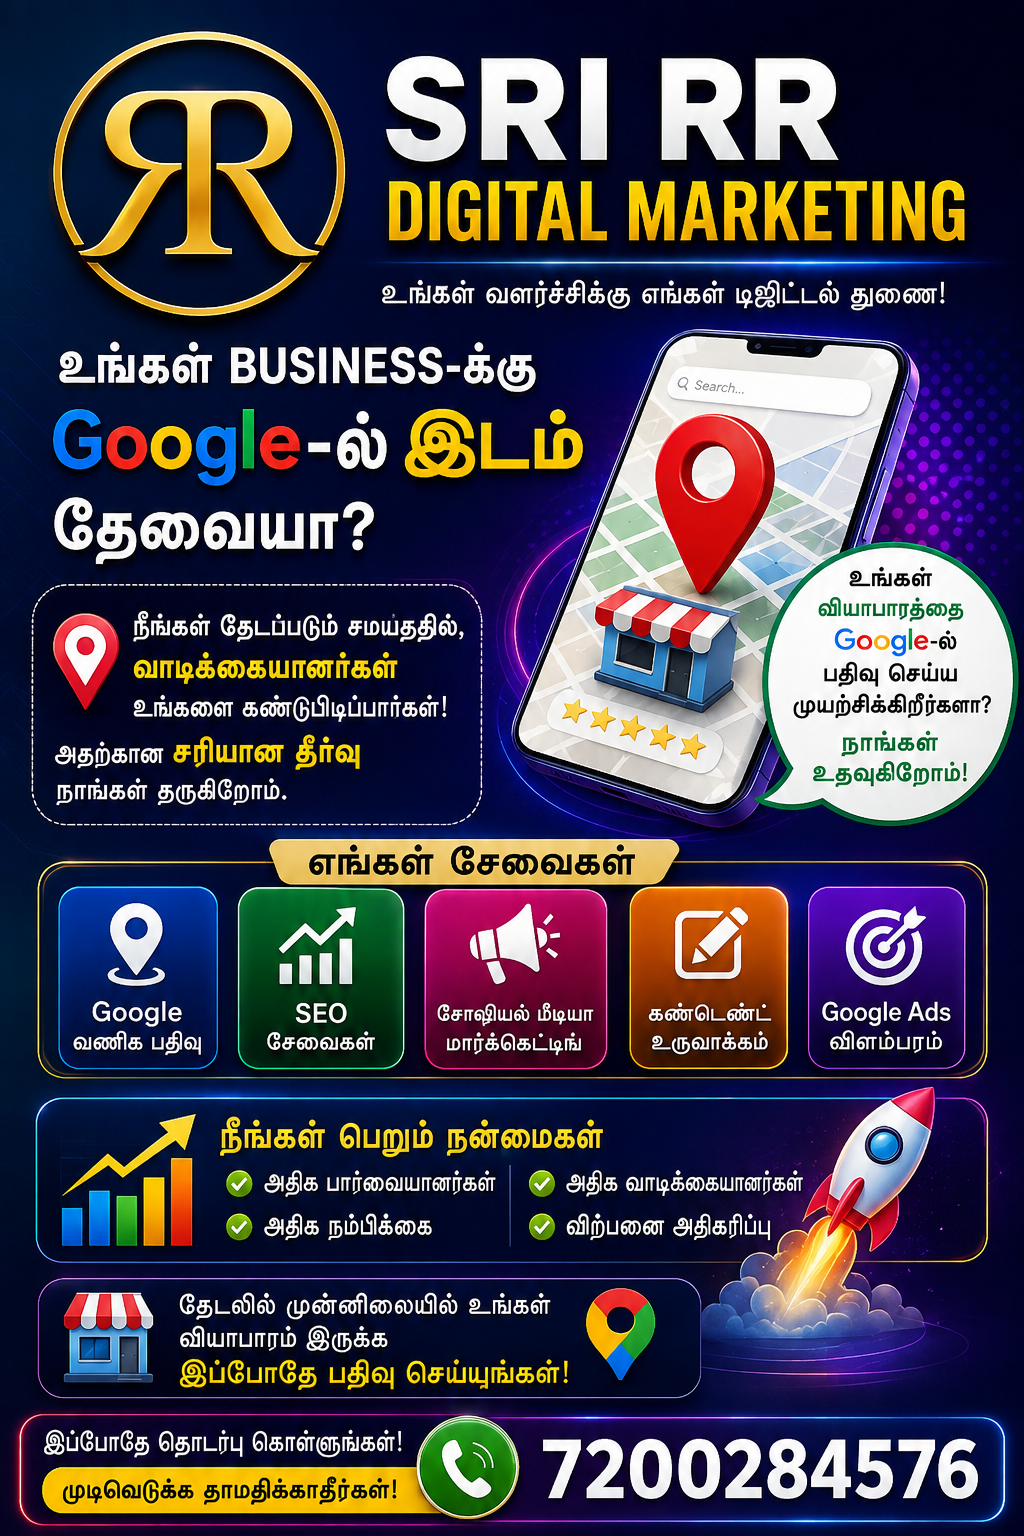 RR
SRI RR
DIGITAL MARKETING
உங்கள் வளர்ச்சிக்கு எங்கள் டிஜிட்டல் துணை!
உங்கள் BUSINESS-க்கு
Google-ல் இடம்
தேவையா?
Search...
நீங்கள் தேடப்படும் சமயததில்,
வாடிக்கையானர்கள்
உங்களை கண்டுபிடிப்பார்கள்!
அதற்கான சரியான தீர்வு
நாங்கள் தருகிறோம்.
உங்கள்
வியாபாரத்தை
Google-ல்
பதிவு செய்ய
முயற்சிக்கிறீர்களா?
நாங்கள்
உதவுகிறோம்!
எங்கள் சேவைகள்
Google
வணிக பதிவு
SEO
சேவைகள்
சோஷியல் மீடியா
மார்க்கெட்டிங்
கண்டெண்ட்
உருவாக்கம்
Google Ads
விளம்பரம்
நீங்கள் பெறும் நன்மைகள்
அதிக பார்வையானர்கள்
அதிக வாடிக்கையானர்கள்
அதிக நம்பிக்கை
விற்பனை அதிகரிப்பு
தேடலில் முன்னிலையில் உங்கள்
வியாபாரம் இருக்க
இப்போதே பதிவு செய்யுங்கள்!
இப்போதே தொடர்பு கொள்ளுங்கள்!
முடிவெடுக்க தாமதிக்காதீர்கள்!
7200284576